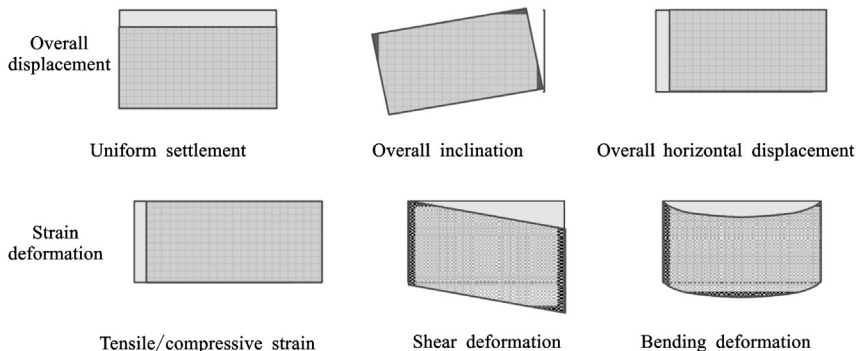 Overall
displacement
Uniform settlement
Overall inclination
Overall horizontal displacement
Strain
deformation
Tensile/compressive strain
Shear deformation
Bending deformation